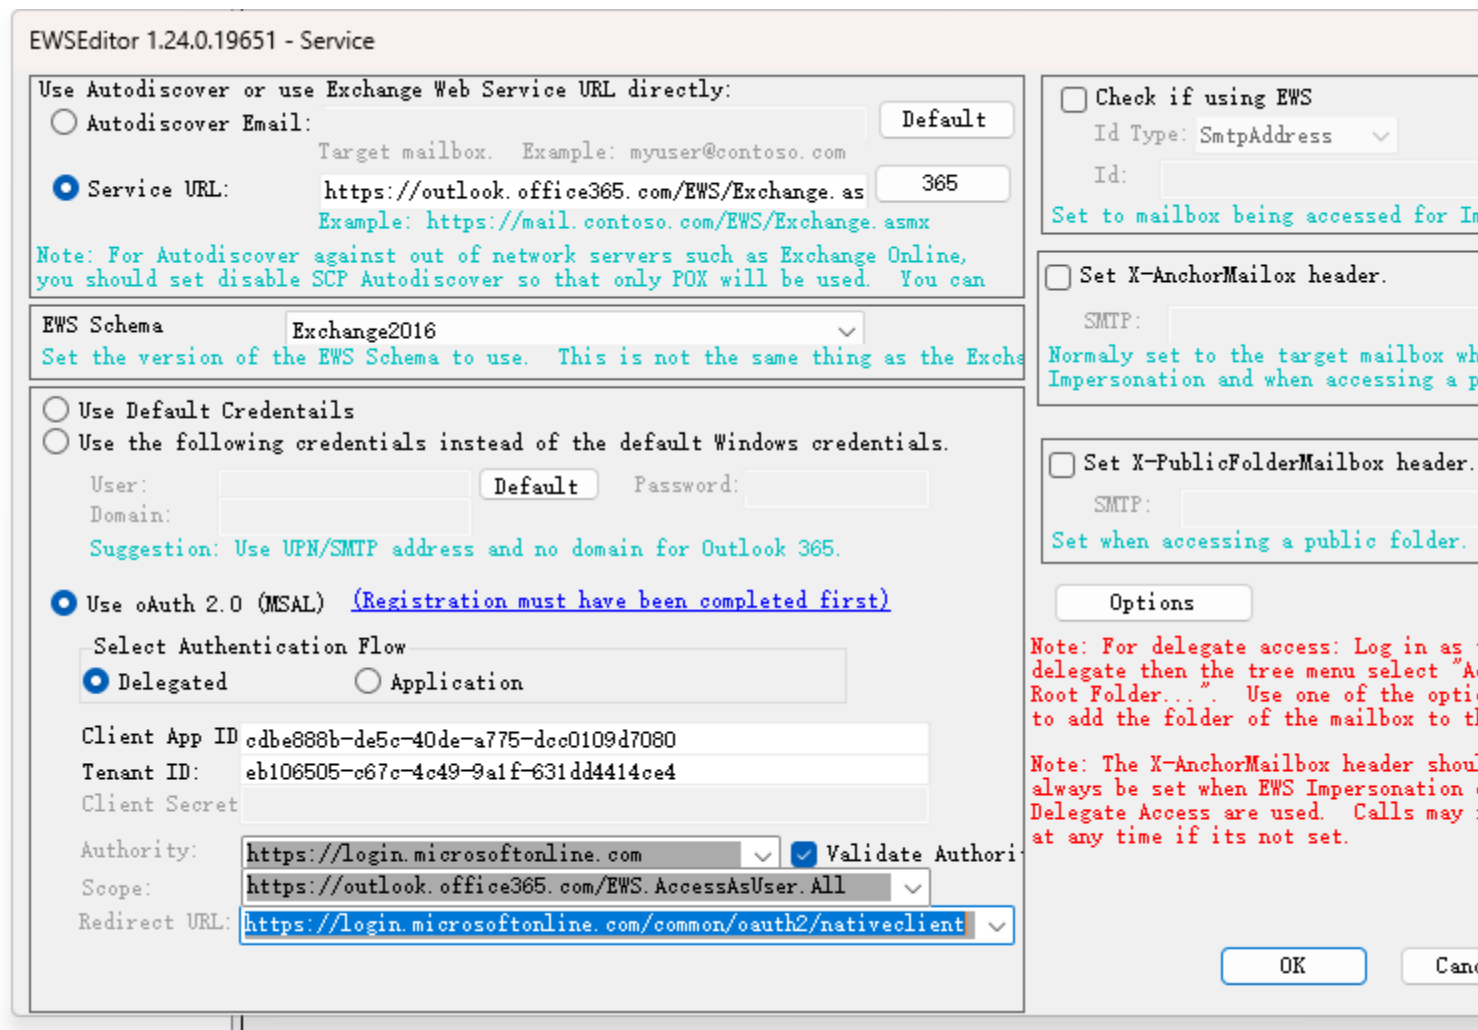 EWSEditor 1.24.0.19651 - Service
Use Autodiscover or use Exchange Web Service URL directly:
Autodiscover Email:
Default
Target mailbox.  Example: myuser@contoso.com
Service URL:
https://outlook.office365.com/EWS/Exchange.as
365
Example: https://mail.contoso.com/EWS/Exchange.asmx
Note: For Autodiscover against out of network servers such as Exchange Online,
you should set disable SCP Autodiscover so that only POX will be used.  You can
EWS Schema
Exchange2016
Set the version of the EWS Schema to use.  This is not the same thing as the Excha
Use Default Credentails
Use the following credentials instead of the default Windows credentials.
User:
Default
Password:
Domain:
Suggestion: Use UPN/SMTP address and no domain for Outlook 365.
Use oAuth 2.0 (MSAL)
(Registration must have been completed first)
Select Authentication Flow
Delegated
Application
Client App ID
cdbe888b-de5c-40de-a775-dcc0109d7080
Tenant ID:
eb106505-c67c-4c49-9a1f-631dd4414ce4
Client Secret
Authority:
https://login.microsoftonline.com
Validate Authori
Scope:
https://outlook.office365.com/EWS.AccessAsUser.All
Redirect URL:
https://login.microsoftonline.com/common/oauth2/nativeclient
Check if using EWS
Id Type:
SmtpAddress
Id:
Set to mailbox being accessed for Im
Set X-AnchorMailox header.
SMTP:
Normaly set to the target mailbox wh
Impersonation and when accessing a p
Set X-PublicFolderMailbox header.
SMTP:
Set when accessing a public folder.
Options
Note: For delegate access: Log in as
delegate then the tree menu select "A
Root Folder...".  Use one of the opti
to add the folder of the mailbox to th
Note: The X-AnchorMailbox header shoul
always be set when EWS Impersonation
Delegate Access are used.  Calls may
at any time if its not set.
OK
Canc